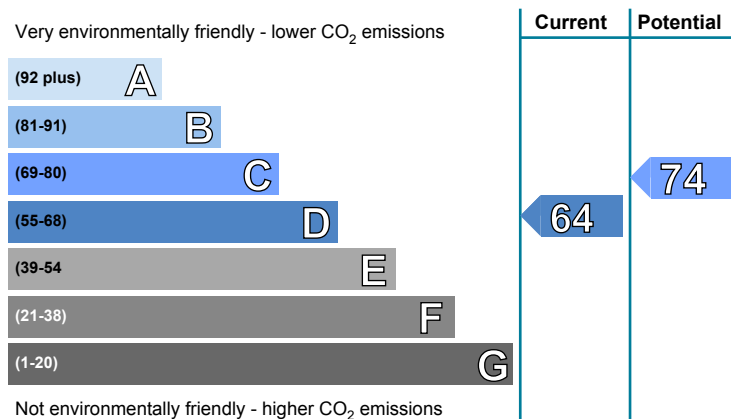 Current Potential
Very environmentally friendly - lower CO₂ emissions
(92 plus) A
(81-91) B
(69-80) C
74
(55-68) D
64
(39-54 E
(21-38) F
(1-20) G
Not environmentally friendly - higher CO₂ emissions